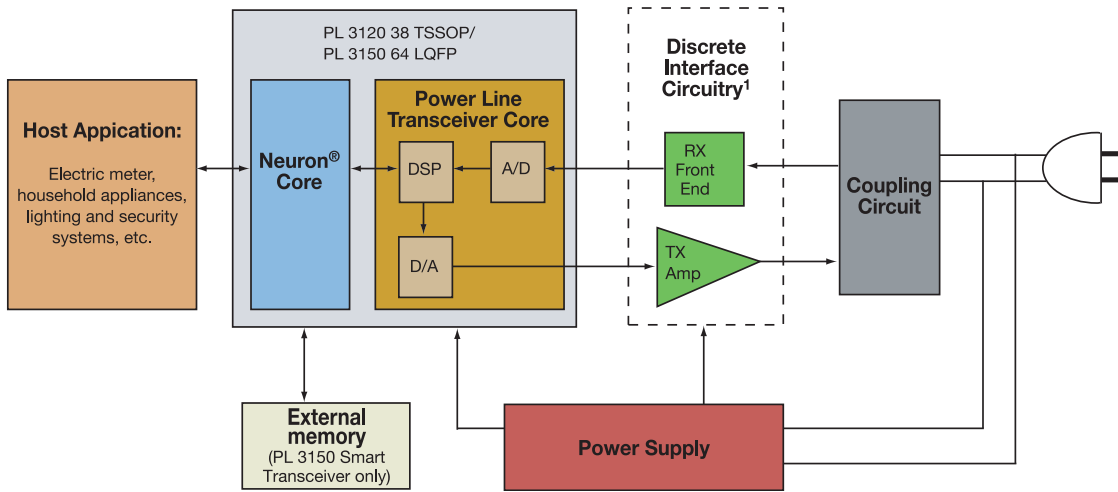 PL 3120 38 TSSOP/
PL 3150 64 LQFP
Host Appication:
Electric meter,
household appliances,
lighting and security
systems, etc.
Neuron®
Core
Power Line
Transceiver Core
DSP
A/D
D/A
Discrete
Interface
Circuitry¹
RX
Front
End
TX
Amp
Coupling
Circuit
External
memory
(PL 3150 Smart
Transceiver only)
Power Supply